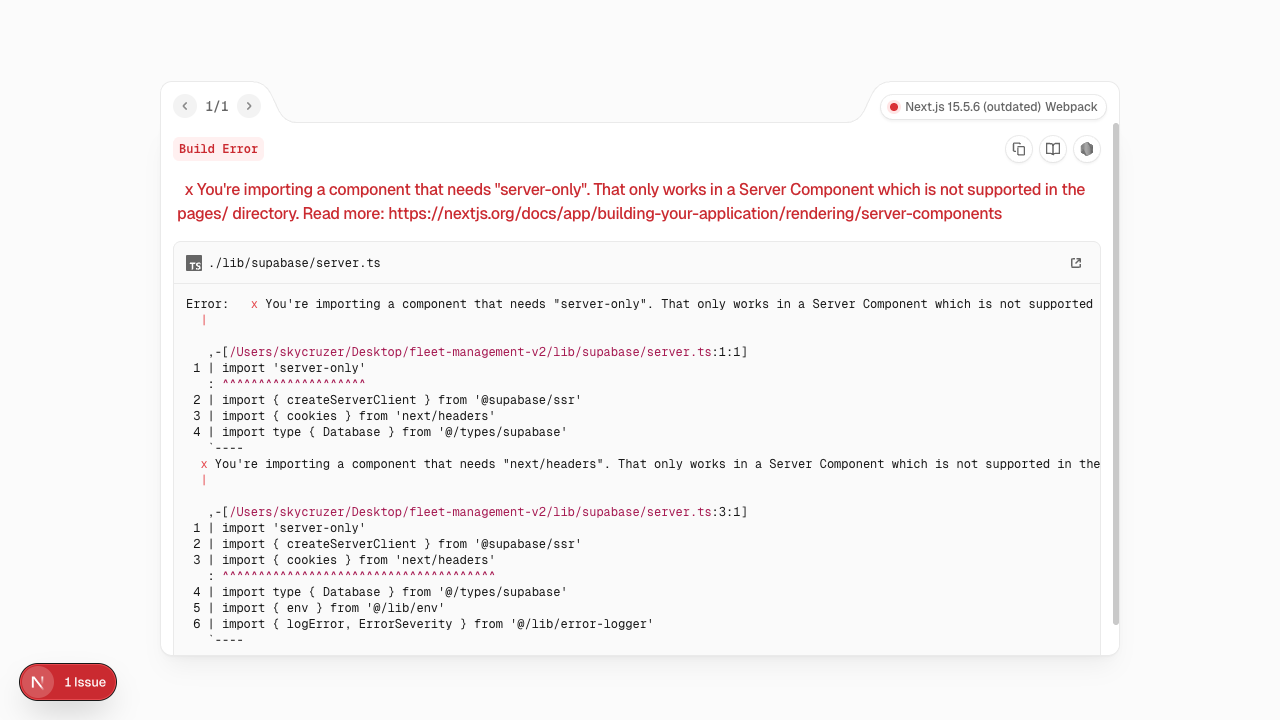 1/1
Next.js 15.5.6 (outdated) Webpack
Build Error
x You're importing a component that needs "server-only". That only works in a Server Component which is not supported in the
pages/ directory. Read more: https://nextjs.org/docs/app/building-your-application/rendering/server-components
TS ./lib/supabase/server.ts
Error:   x You're importing a component that needs "server-only". That only works in a Server Component which is not supported
|
,-[/Users/skycruzer/Desktop/fleet-management-v2/lib/supabase/server.ts:1:1]
1 | import 'server-only'
: ^^^^^^^^^^^^^^^^^^^^
2 | import { createServerClient } from '@supabase/ssr'
3 | import { cookies } from 'next/headers'
4 | import type { Database } from '@/types/supabase'
`----
x You're importing a component that needs "next/headers". That only works in a Server Component which is not supported in the
|
,-[/Users/skycruzer/Desktop/fleet-management-v2/lib/supabase/server.ts:3:1]
1 | import 'server-only'
2 | import { createServerClient } from '@supabase/ssr'
3 | import { cookies } from 'next/headers'
: ^^^^^^^^^^^^^^^^^^^^^^^^^^^^^^^^^^^^^^
4 | import type { Database } from '@/types/supabase'
5 | import { env } from '@/lib/env'
6 | import { logError, ErrorSeverity } from '@/lib/error-logger'
`----
N 1 Issue